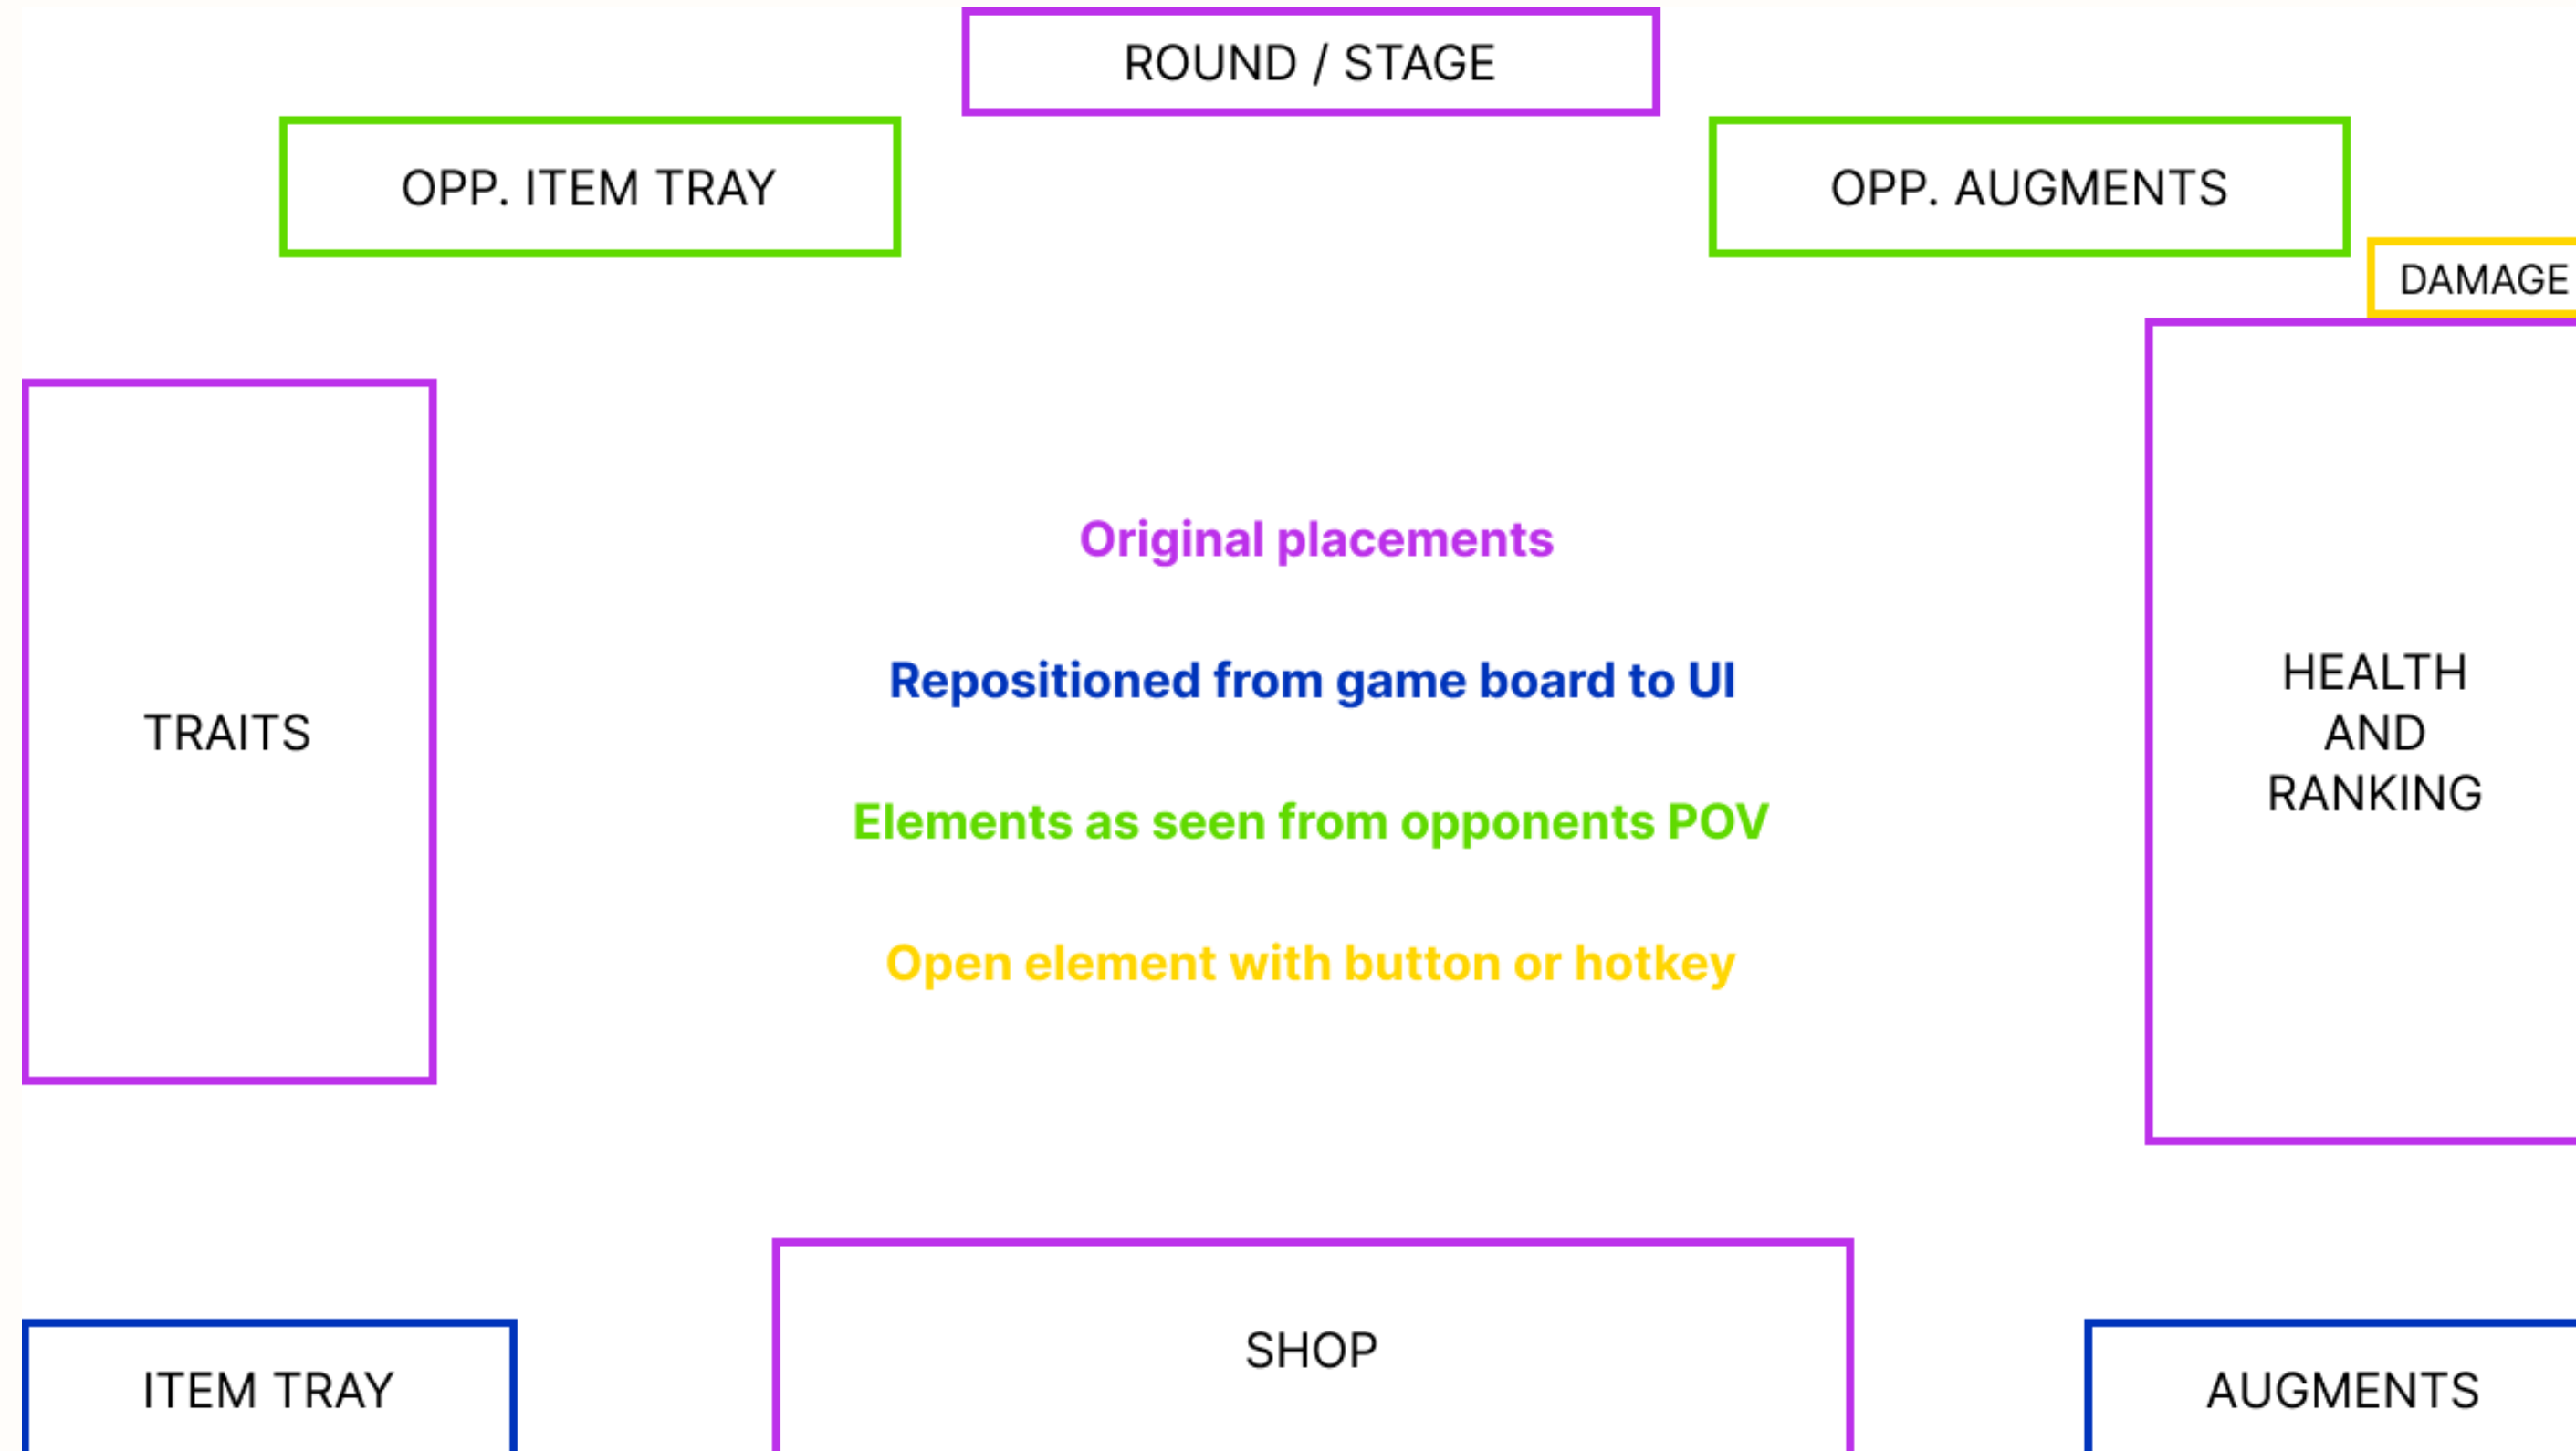 ROUND / STAGE
OPP. ITEM TRAY
OPP. AUGMENTS
DAMAGE
TRAITS
Original placements
Repositioned from game board to UI
Elements as seen from opponents POV
Open element with button or hotkey
HEALTH
AND
RANKING
SHOP
ITEM TRAY
AUGMENTS